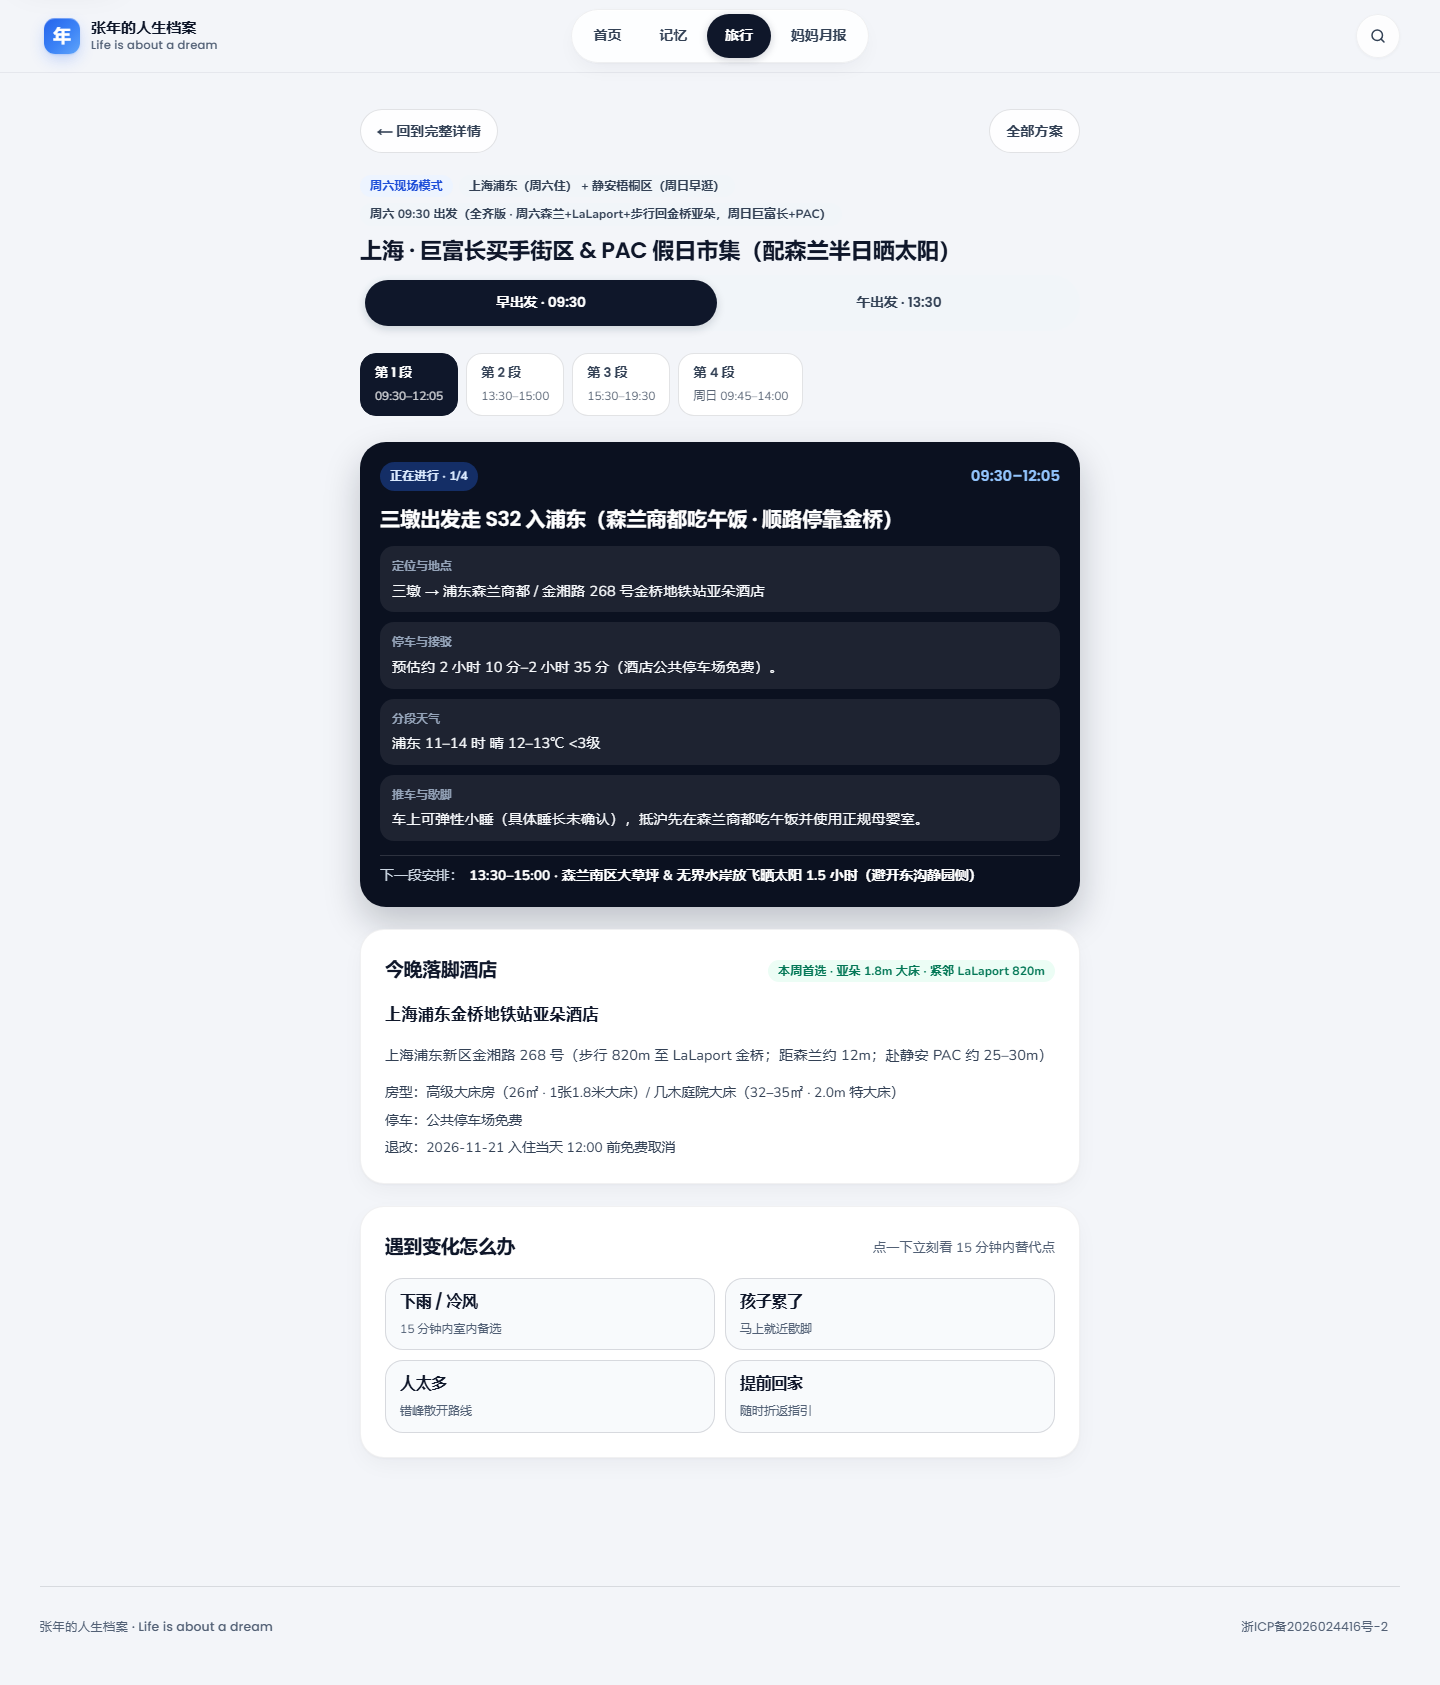 年
张年的人生档案
Life is about a dream
首页 记忆 旅行 妈妈月报
← 回到完整详情
全部方案
周六现场模式 上海浦东（周六住） + 静安梧桐区（周日早逛）
周六 09:30 出发（全齐版 · 周六森兰+LaLaport+步行回金桥亚朵，周日巨富长+PAC）
上海 · 巨富长买手街区 & PAC 假日市集（配森兰半日晒太阳）
早出发 · 09:30
午出发 · 13:30
第 1 段
09:30–12:05
第 2 段
13:30–15:00
第 3 段
15:30–19:30
第 4 段
周日 09:45–14:00
正在进行 · 1/4
09:30–12:05
三墩出发走 S32 入浦东（森兰商都吃午饭 · 顺路停靠金桥）
定位与地点
三墩 → 浦东森兰商都 / 金湘路 268 号金桥地铁站亚朵酒店
停车与接驳
预估约 2 小时 10 分–2 小时 35 分（酒店公共停车场免费）。
分段天气
浦东 11–14 时 晴 12–13℃ <3级
推车与歇脚
车上可弹性小睡（具体睡长未确认），抵沪先在森兰商都吃午饭并使用正规母婴室。
下一段安排： 13:30–15:00 · 森兰南区大草坪 & 无界水岸放飞晒太阳 1.5 小时（避开东沟静园侧）
今晚落脚酒店
本周首选 · 亚朵 1.8m 大床 · 紧邻 LaLaport 820m
上海浦东金桥地铁站亚朵酒店
上海浦东新区金湘路 268 号（步行 820m 至 LaLaport 金桥；距森兰约 12m；赴静安 PAC 约 25–30m）
房型：高级大床房（26㎡ · 1张1.8米大床）/ 几木庭院大床（32–35㎡ · 2.0m 特大床）
停车：公共停车场免费
退改：2026-11-21 入住当天 12:00 前免费取消
遇到变化怎么办
点一下立刻看 15 分钟内替代点
下雨 / 冷风
15 分钟内室内备选
孩子累了
马上就近歇脚
人太多
错峰散开路线
提前回家
随时折返指引
张年的人生档案 · Life is about a dream
浙ICP备2026024416号-2